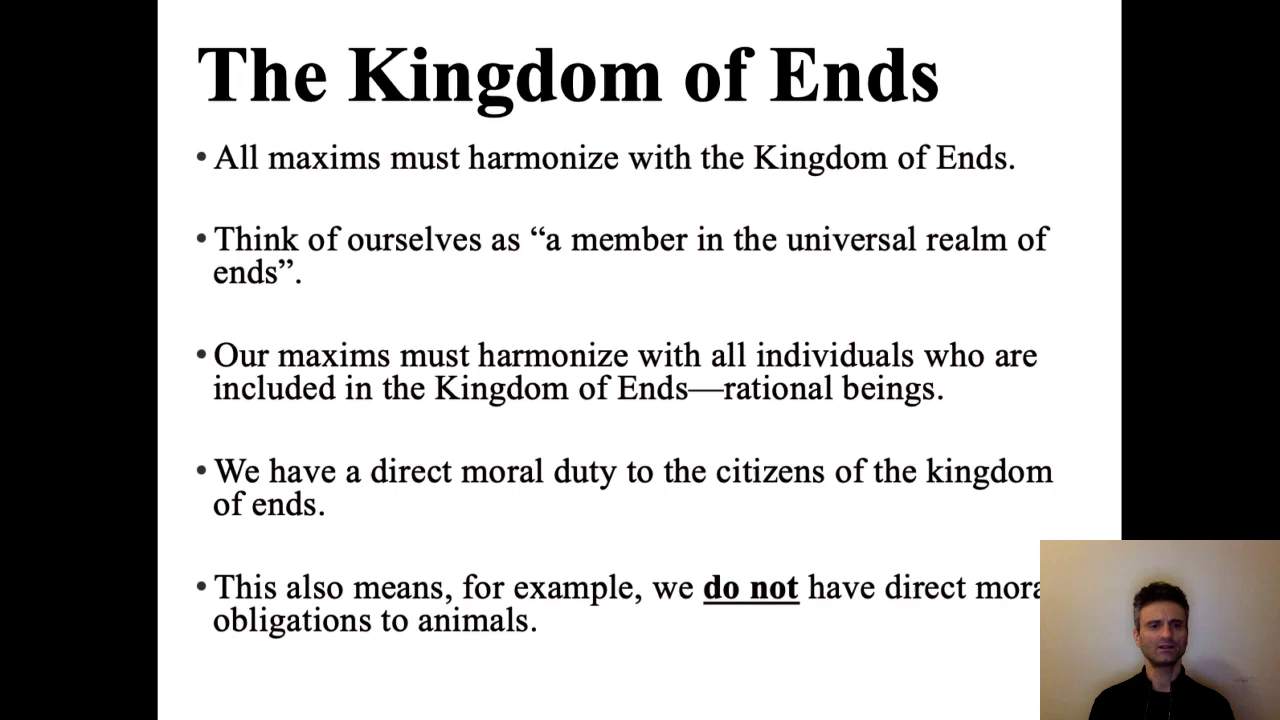 The Kingdom of Ends
• All maxims must harmonize with the Kingdom of Ends.
• Think of ourselves as “a member in the universal realm of
ends”.
• Our maxims must harmonize with all individuals who are
included in the Kingdom of Ends—rational beings.
• We have a direct moral duty to the citizens of the kingdom
of ends.
• This also means, for example, we do not have direct mora
obligations to animals.